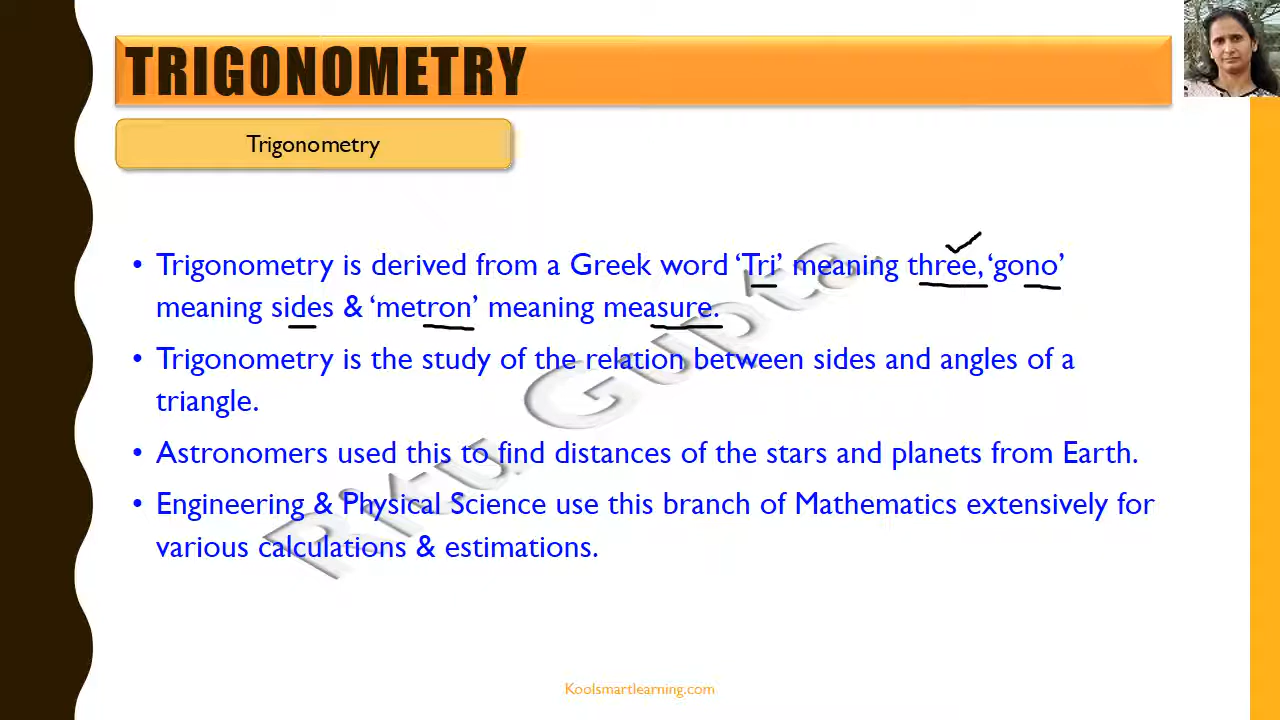 TRIGONOMETRY
Trigonometry
• Trigonometry is derived from a Greek word ‘Tri’ meaning three, ‘gono’
meaning sides & ‘metron’ meaning measure.
• Trigonometry is the study of the relation between sides and angles of a
triangle.
• Astronomers used this to find distances of the stars and planets from Earth.
• Engineering & Physical Science use this branch of Mathematics extensively for
various calculations & estimations.
Ritu Gupta
Koolsmartlearning.com